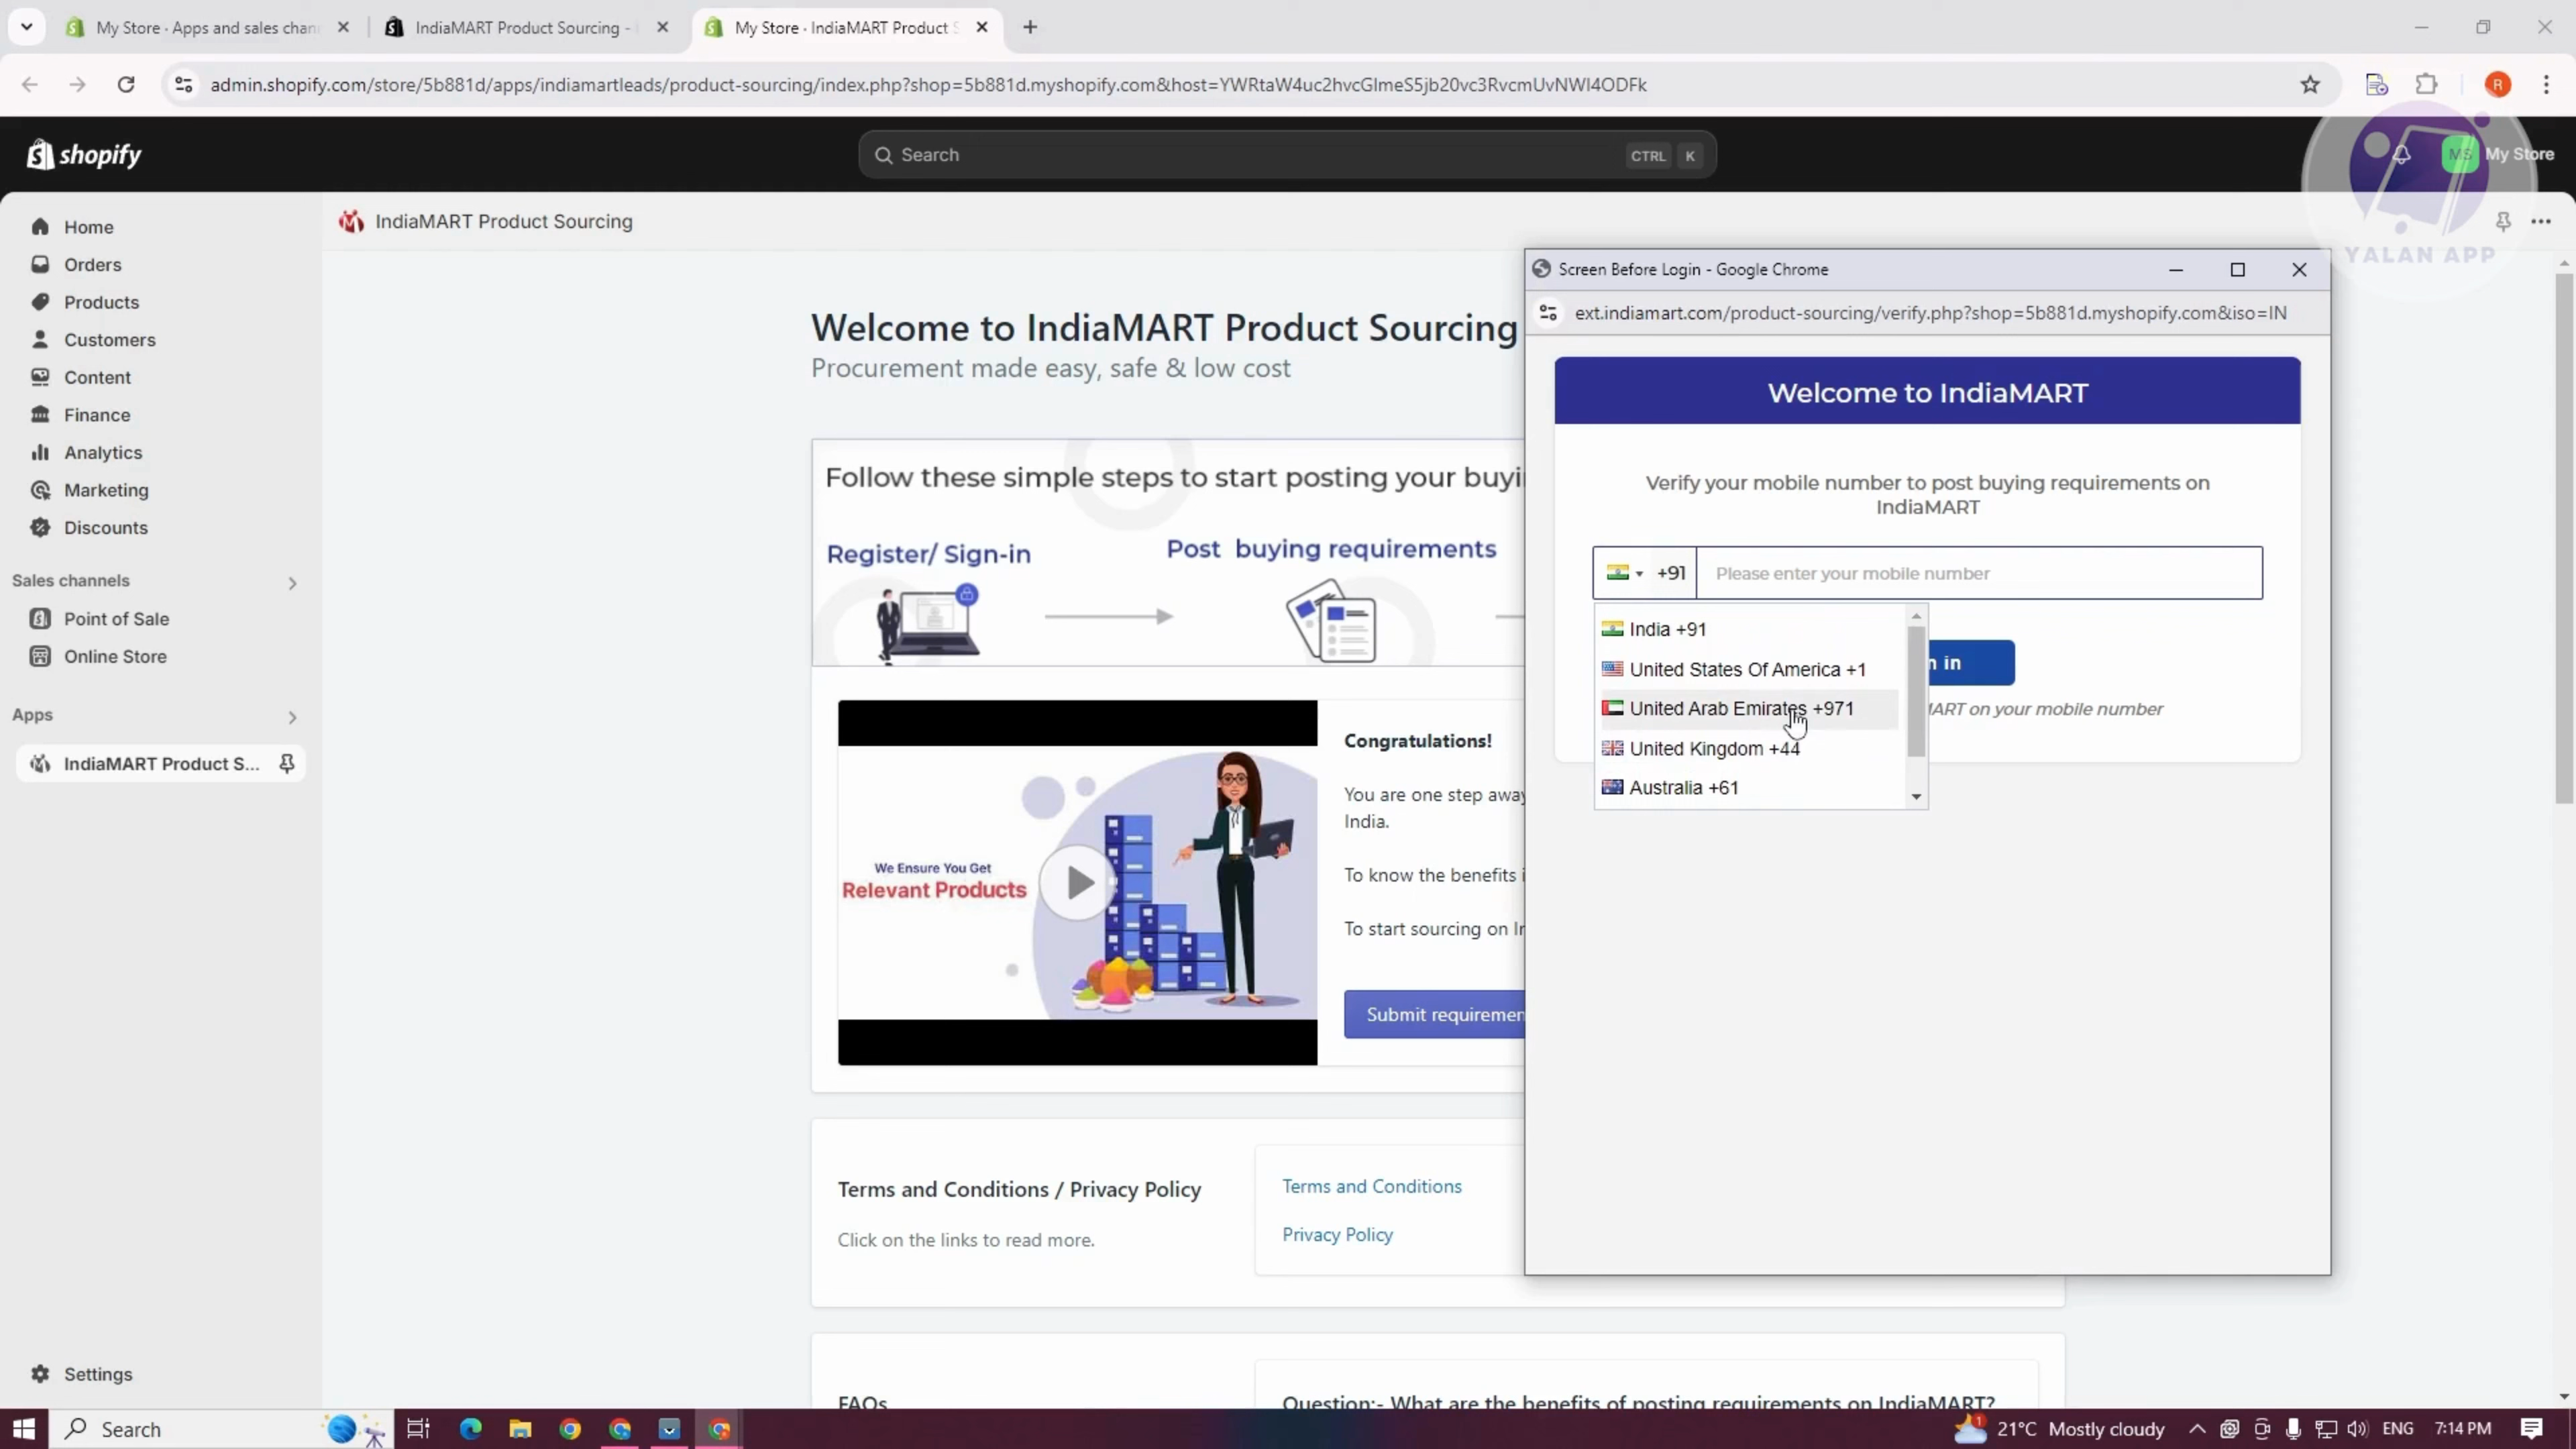 My Store · Apps and sales chan
IndiaMART Product Sourcing -
My Store · IndiaMART Product S
admin.shopify.com/store/5b881d/apps/indiamartleads/product-sourcing/index.php?shop=5b881d.myshopify.com&host=YWRtaW4uc2hvcGlmeS5jb20vc3RvcmUvNWI4ODFk
R
shopify
Search
CTRL K
MS My Store
YALAN APP
Home
Orders
Products
Customers
Content
Finance
Analytics
Marketing
Discounts
Sales channels
Point of Sale
Online Store
Apps
IndiaMART Product S...
Settings
IndiaMART Product Sourcing
Welcome to IndiaMART Product Sourcing
Procurement made easy, safe & low cost
Follow these simple steps to start posting your buyi
Register/ Sign-in
Post buying requirements
We Ensure You Get
Relevant Products
Congratulations!
You are one step away
India.
To know the benefits
To start sourcing on
Submit requiremen
Terms and Conditions / Privacy Policy
Click on the links to read more.
Terms and Conditions
Privacy Policy
FAQs
Question:- What are the benefits of posting requirements on IndiaMART?
Screen Before Login - Google Chrome
ext.indiamart.com/product-sourcing/verify.php?shop=5b881d.myshopify.com&iso=IN
Welcome to IndiaMART
Verify your mobile number to post buying requirements on
IndiaMART
+91 Please enter your mobile number
India +91
United States Of America +1
United Arab Emirates +971
United Kingdom +44
Australia +61
n in
MART on your mobile number
Search
1
21°C Mostly cloudy
ENG
7:14 PM